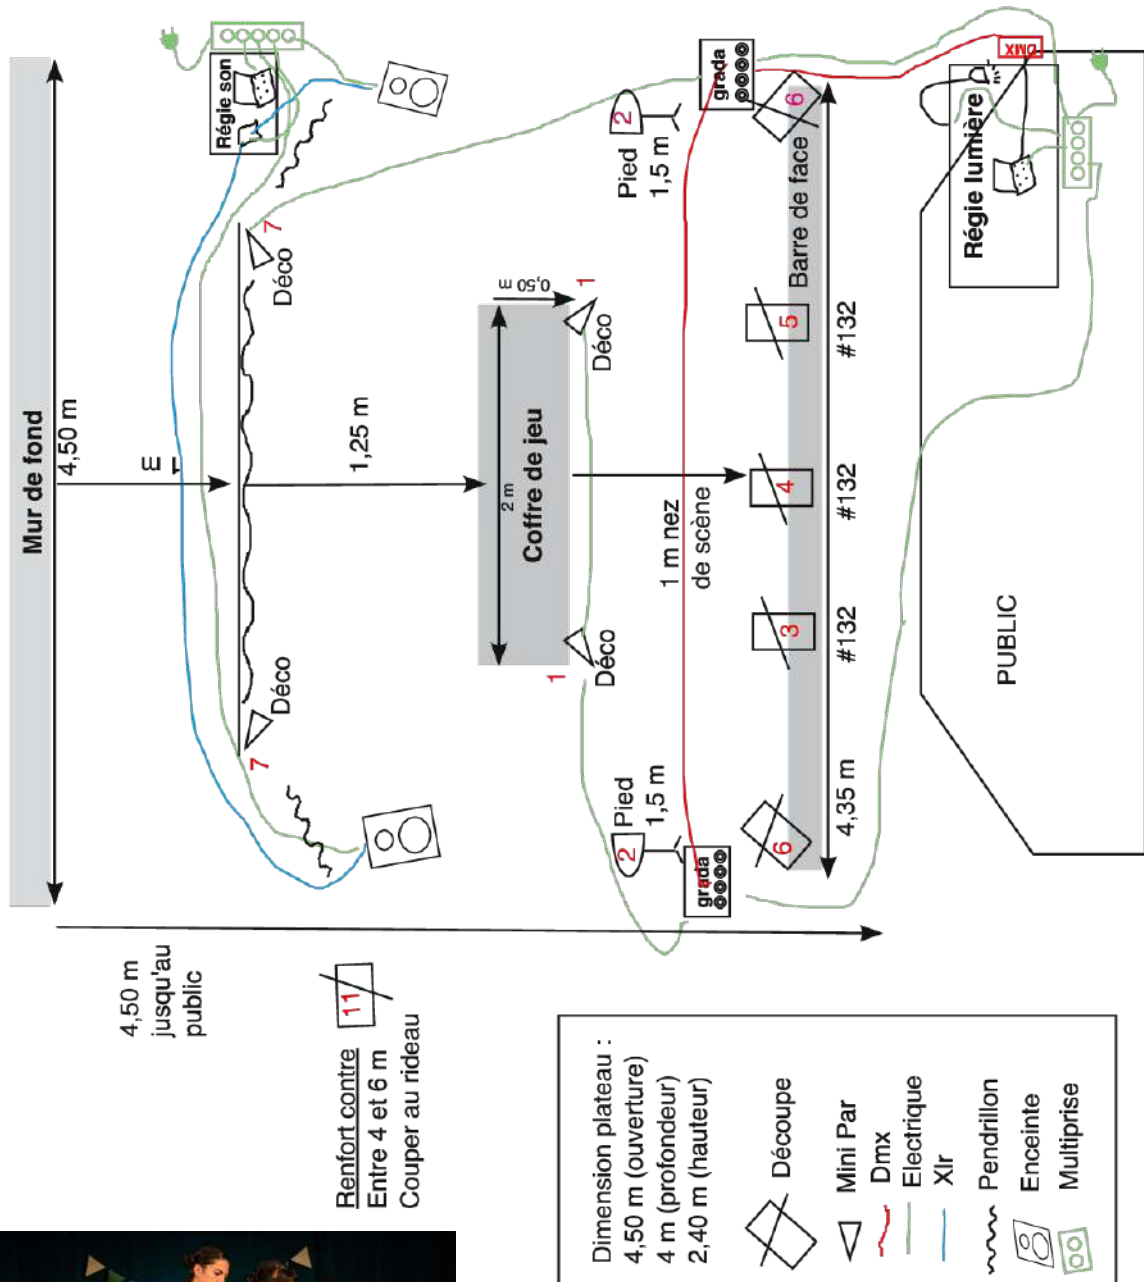 Mur de fond
4,50 m
1 m
Régie son
7
Déco
7
Déco
1,25 m
0,50 m
2 m
Coffre de jeu
1
Déco
1
Déco
2
Pied
1,5 m
2
Pied
1,5 m
grada
grada
1 m nez
de scène
6
3
4
5
6
Barre de face
#132
#132
#132
4,35 m
DMX
Régie lumière
PUBLIC
4,50 m
jusqu'au
public
Renfort contre
11
Entre 4 et 6 m
Couper au rideau
Dimension plateau :
4,50 m (ouverture)
4 m (profondeur)
2,40 m (hauteur)
Découpe
Mini Par
Dmx
Electrique
Xlr
Pendrillon
Enceinte
Multiprise